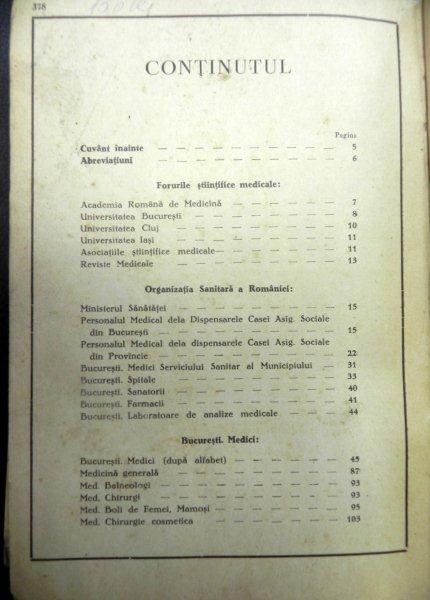 378
CONȚINUTUL
Pagina
Cuvânt înainte — — — — — — — — 5
Abreviațiuni — — — — — — — — 6
Forurile științifice medicale:
Academia Română de Medicină — — — — — 7
Universitatea București — — — — — — — 8
Universitatea Cluj — — — — — — — 10
Universitatea Iași — — — — — — — 11
Asociațiile științifice medicale — — — — — 11
Reviste Medicale — — — — — — — 13
Organizația Sanitară a României:
Ministerul Sănătăței — — — — — — — 15
Personalul Medical dela Dispensarele Casei Asig. Sociale
din București — — — — — — — 15
Personalul Medical dela dispensarele Casei Asig. Sociale
din Provincie — — — — — — — 22
București. Medici Serviciului Sanitar al Municipiului — 31
București. Spitale — — — — — — — 33
București. Sanatorii — — — — — — — 40
București. Farmacii — — — — — — — 41
București. Laboratoare de analize medicale — — — 44
București. Medici:
București. Medici (după alfabet) — — — — 45
Medicină generală — — — — — — — 87
Med. Balneologi — — — — — — — 93
Med. Chirurgi — — — — — — — 93
Med. Boli de Femei, Mamoși — — — — — 95
Med. Chirurgie cosmetica — — — — — 103